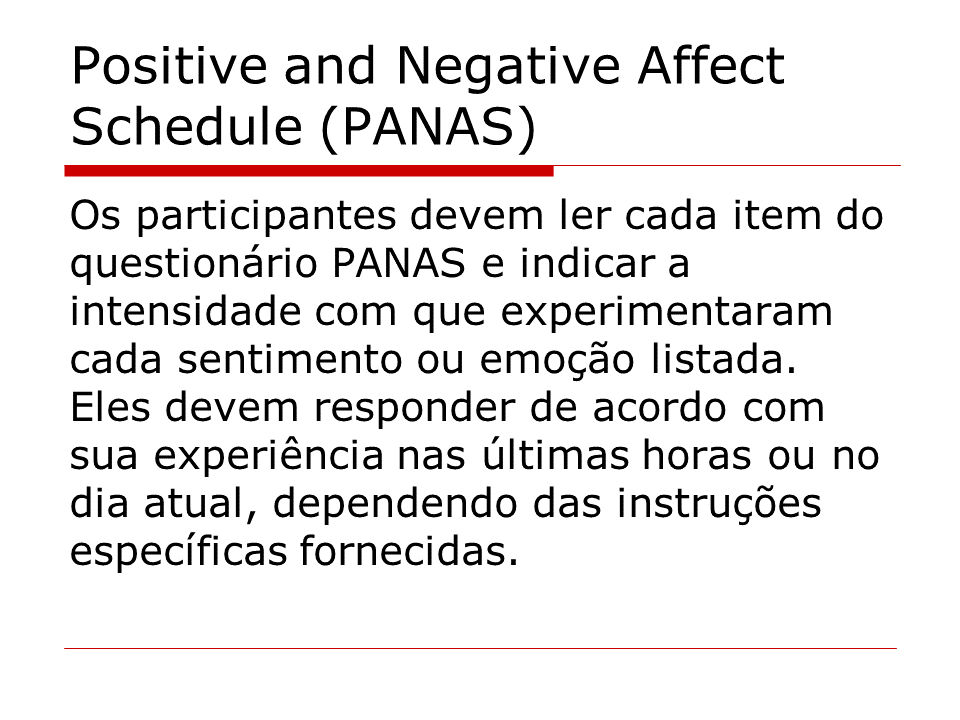 Positive and Negative Affect
Schedule (PANAS)
Os participantes devem ler cada item do
questionário PANAS e indicar a
intensidade com que experimentaram
cada sentimento ou emoção listada.
Eles devem responder de acordo com
sua experiência nas últimas horas ou no
dia atual, dependendo das instruções
específicas fornecidas.